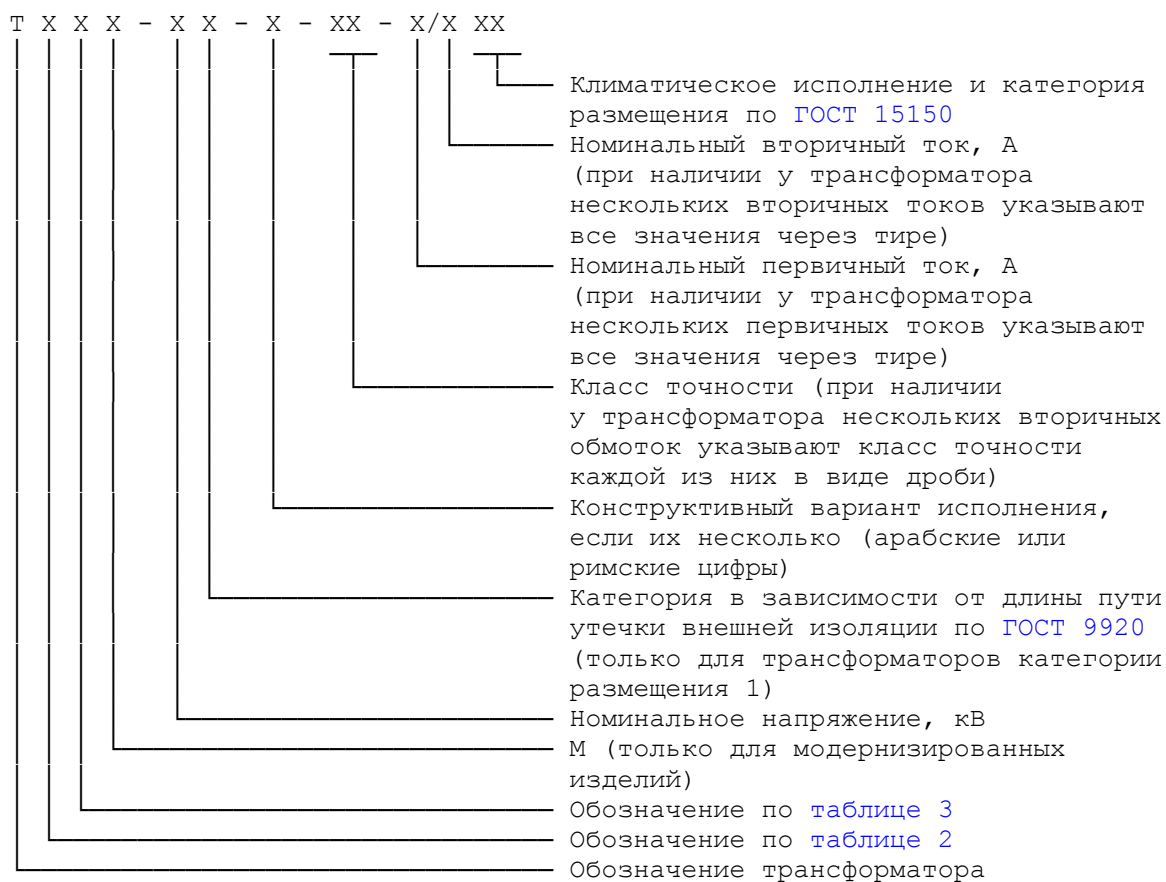 Т X X X - X X - X - XX - X/X XX
Климатическое исполнение и категория
размещения по ГОСТ 15150
Номинальный вторичный ток, А
(при наличии у трансформатора
нескольких вторичных токов указывают
все значения через тире)
Номинальный первичный ток, А
(при наличии у трансформатора
нескольких первичных токов указывают
все значения через тире)
Класс точности (при наличии
у трансформатора нескольких вторичных
обмоток указывают класс точности
каждой из них в виде дроби)
Конструктивный вариант исполнения,
если их несколько (арабские или
римские цифры)
Категория в зависимости от длины пути
утечки внешней изоляции по ГОСТ 9920
(только для трансформаторов категории
размещения 1)
Номинальное напряжение, кВ
М (только для модернизированных
изделий)
Обозначение по таблице 3
Обозначение по таблице 2
Обозначение трансформатора